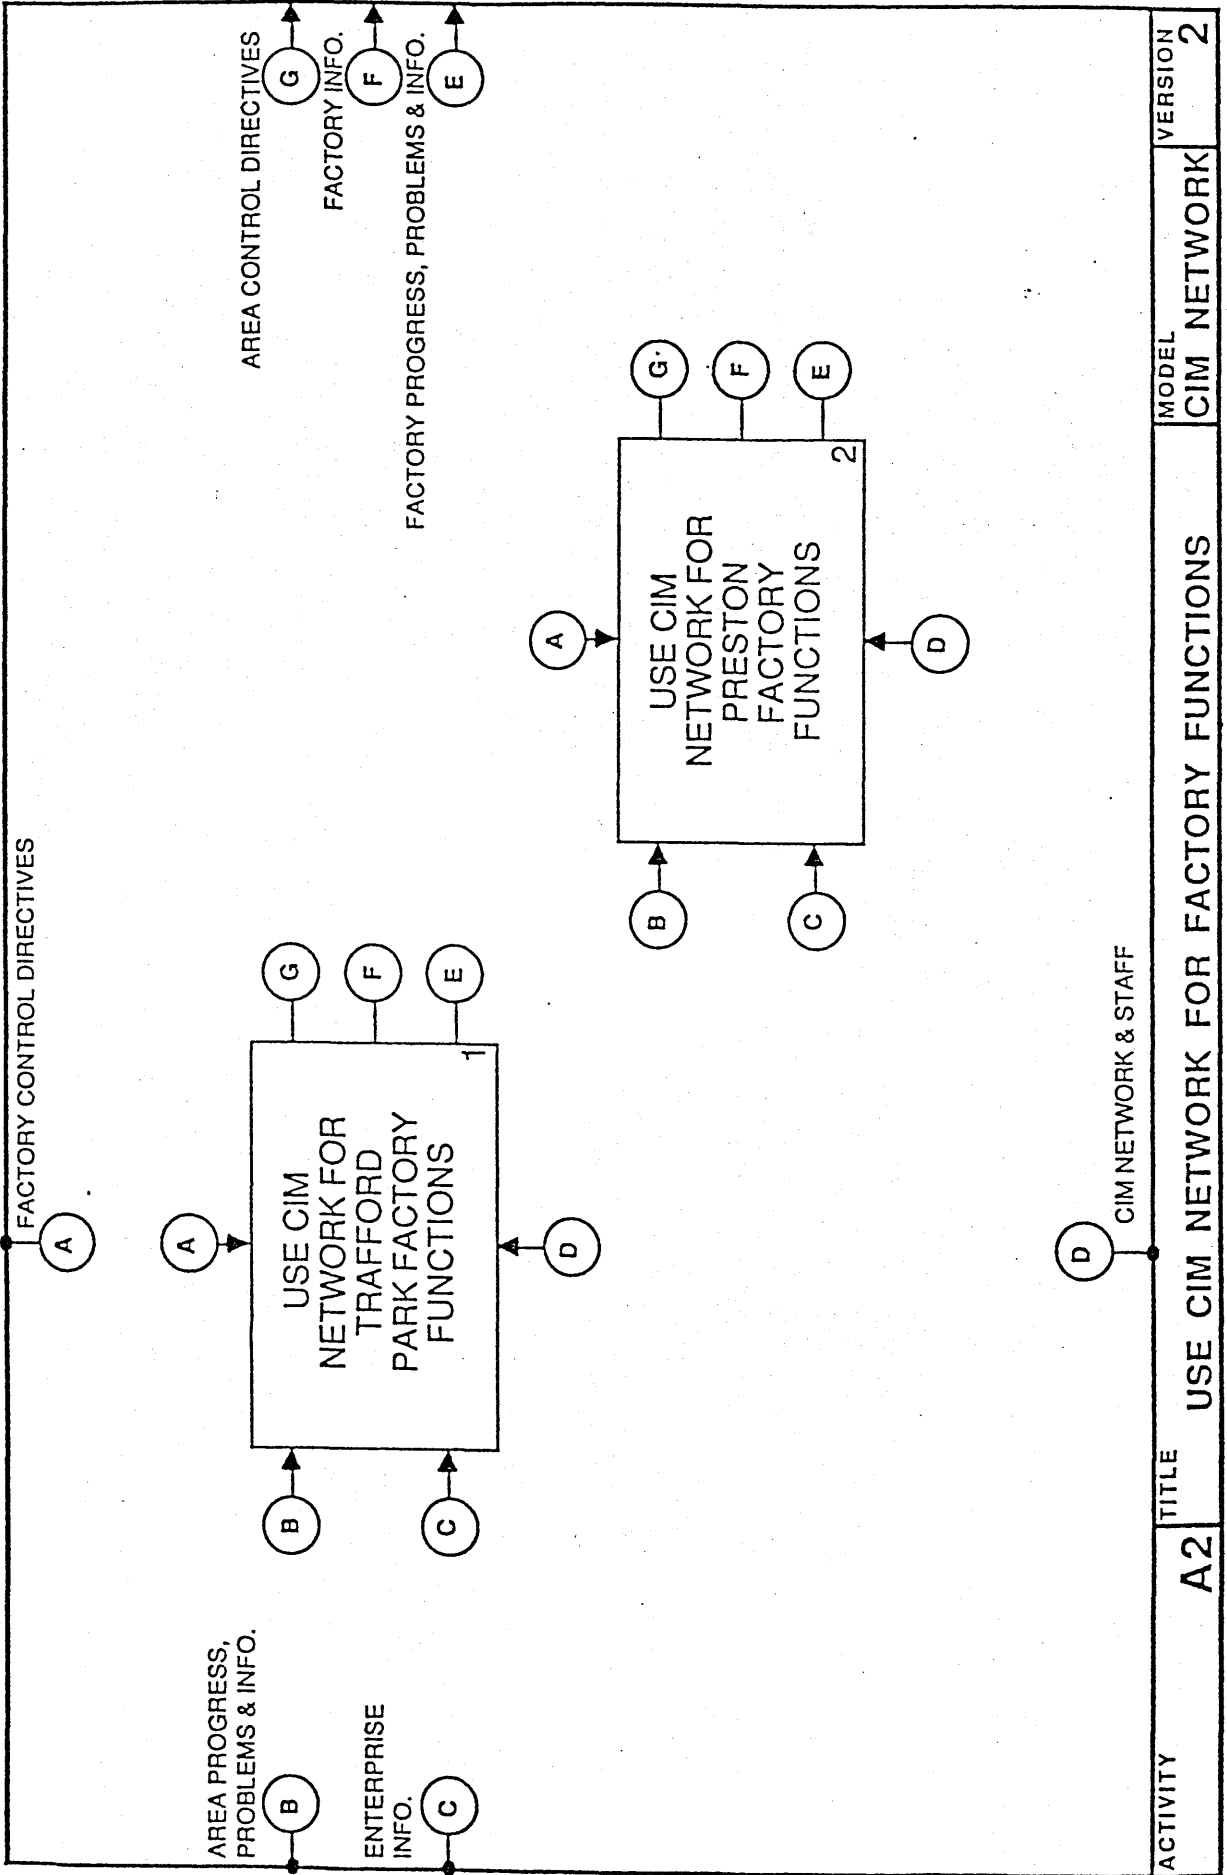 FACTORY CONTROL DIRECTIVES
A
AREA CONTROL DIRECTIVES
G
FACTORY INFO.
F
FACTORY PROGRESS, PROBLEMS & INFO.
E
AREA PROGRESS,
PROBLEMS & INFO.
B
ENTERPRISE
INFO.
C
A
B
C
USE CIM
NETWORK FOR
TRAFFORD
PARK FACTORY
FUNCTIONS
1
G
F
E
D
A
B
C
USE CIM
NETWORK FOR
PRESTON
FACTORY
FUNCTIONS
2
G
F
E
D
D
CIM NETWORK & STAFF
ACTIVITY
A2
TITLE
USE CIM NETWORK FOR FACTORY FUNCTIONS
MODEL
CIM NETWORK
VERSION
2